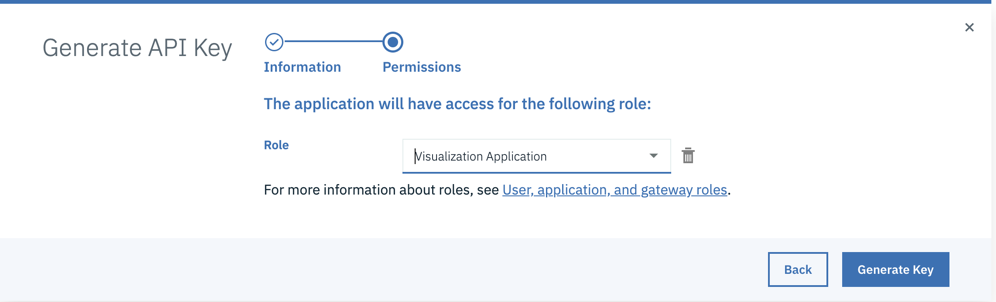 Generate API Key
Information
Permissions
The application will have access for the following role:
Role
Visualization Application
For more information about roles, see User, application, and gateway roles.
Back
Generate Key